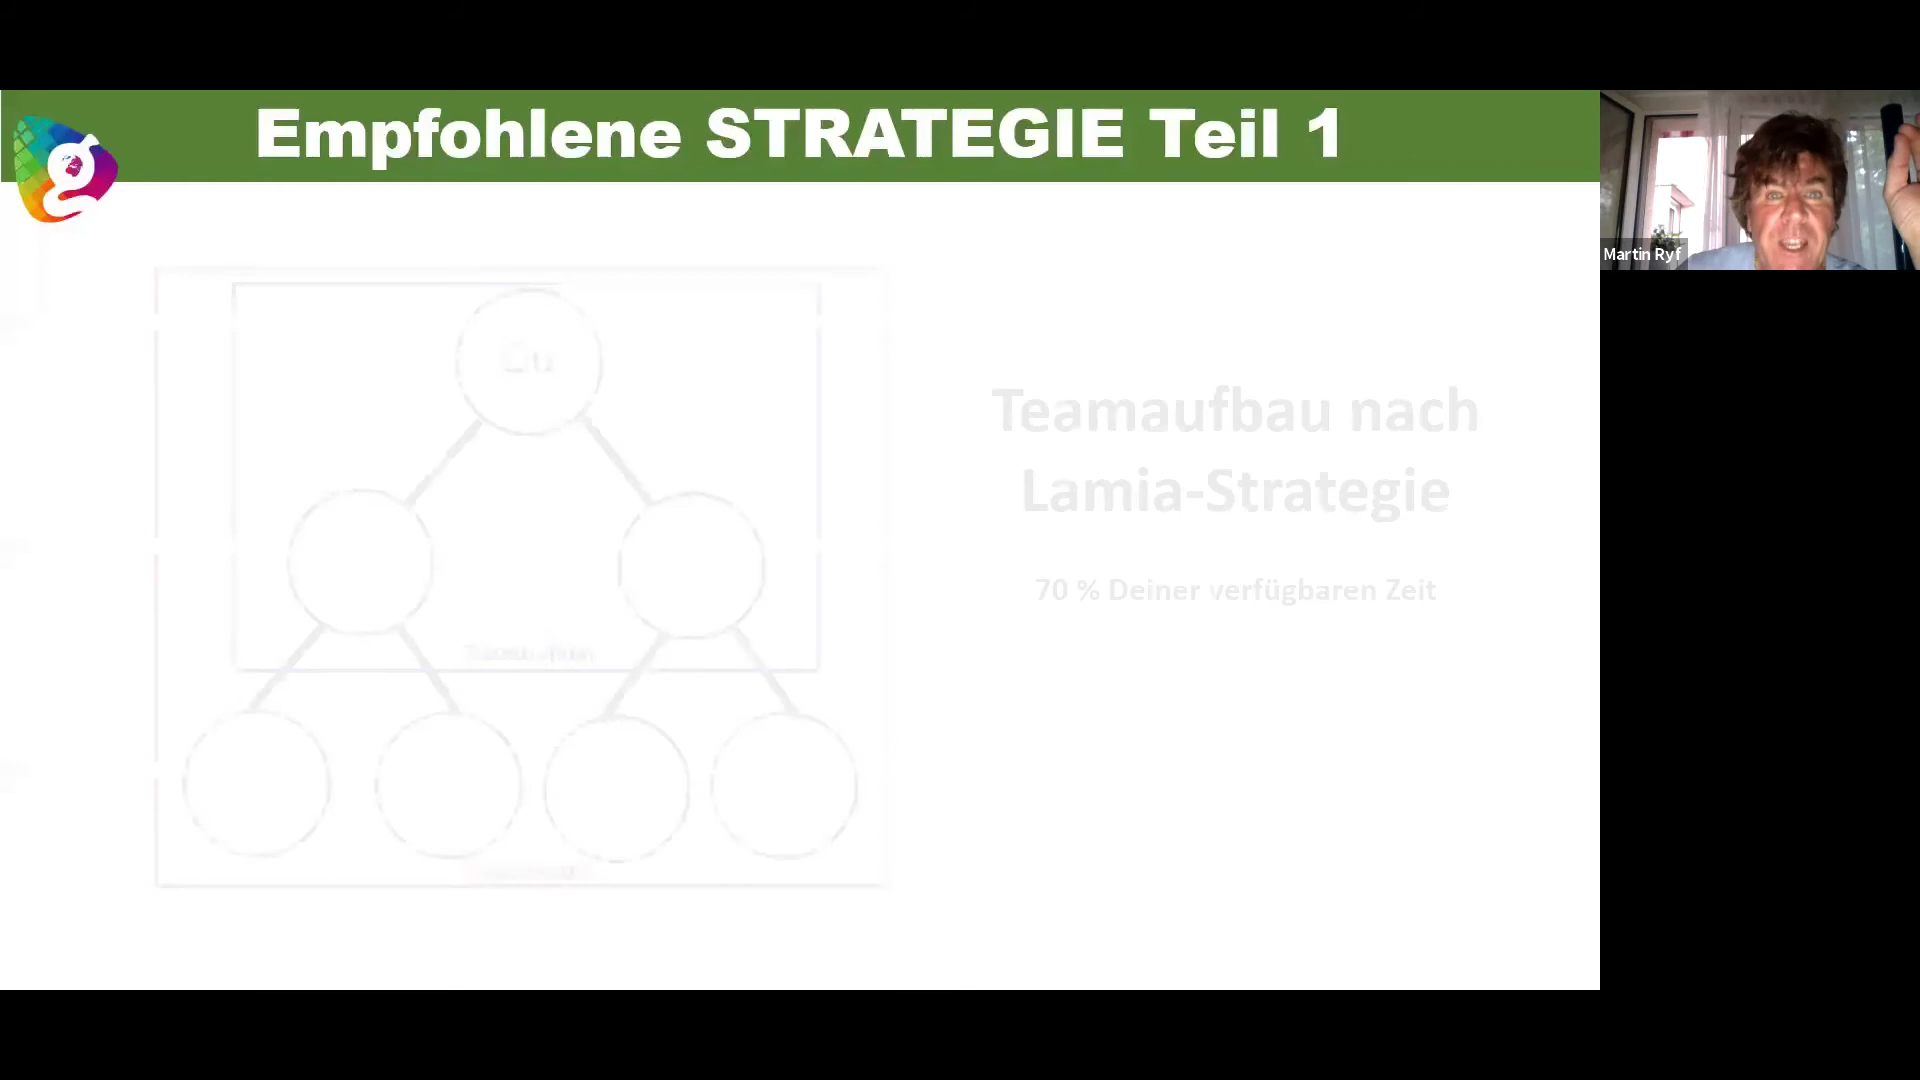 Empfohlene STRATEGIE Teil 1
Martin Ryf
Du
Teamaufbau nach
Lamia-Strategie
70 % Deiner verfügbaren Zeit